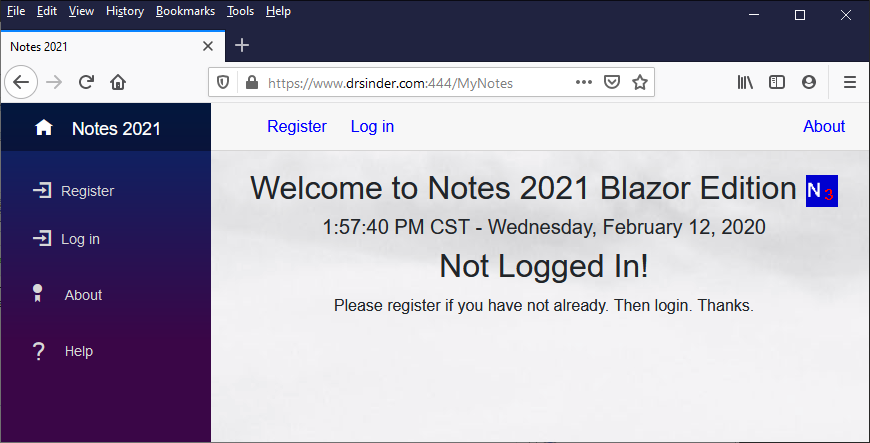 File Edit View History Bookmarks Tools Help
Notes 2021
https://www.drsinder.com:444/MyNotes
Notes 2021
Register Log in About
Register
Log in
About
Help
Welcome to Notes 2021 Blazor Edition N 3
1:57:40 PM CST - Wednesday, February 12, 2020
Not Logged In!
Please register if you have not already. Then login. Thanks.